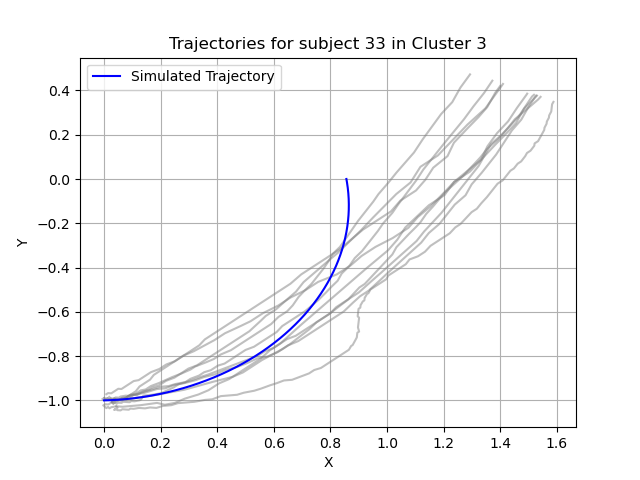 Trajectories for subject 33 in Cluster 3
Simulated Trajectory
Y
0.4
0.2
0.0
−0.2
−0.4
−0.6
−0.8
−1.0
0.0 0.2 0.4 0.6 0.8 1.0 1.2 1.4 1.6
X